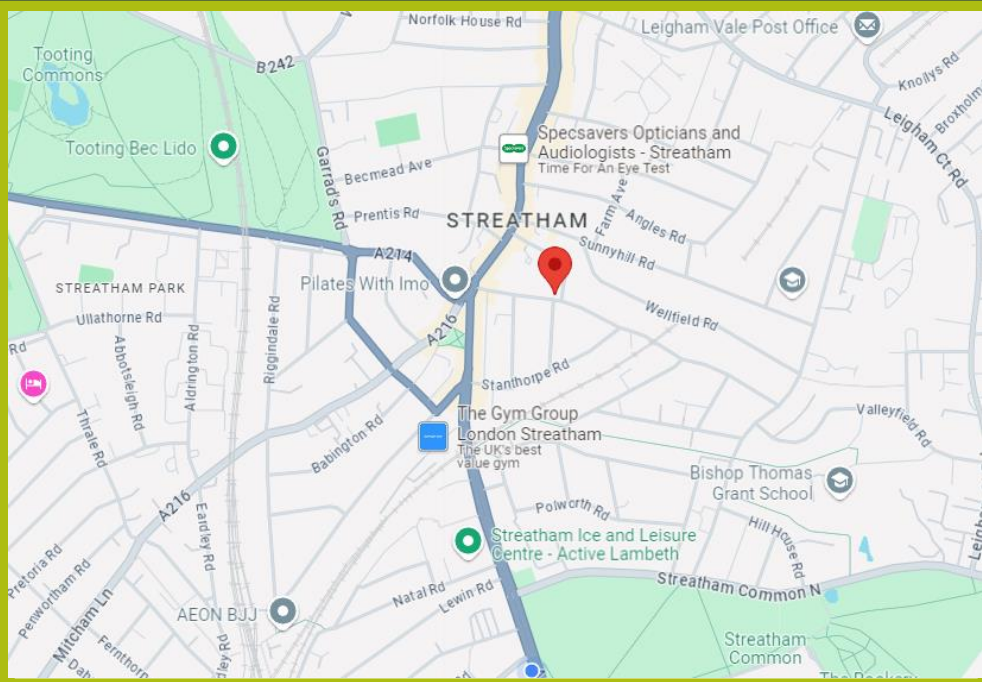 Norfolk House Rd
Leigham Vale Post Office
Tooting
Commons
B242
Knollys Rd
Broxholm
Leigham Ct Rd
Tooting Bec Lido
Specsavers Opticians and
Audiologists - Streatham
Time For An Eye Test
Garrad's Rd
Becmead Ave
Prentis Rd
STREATHAM
Farm Ave
Angles Rd
Sunnyhill Rd
A214
Pilates With Imo
STREATHAM PARK
Ullathorne Rd
Wellfield Rd
A216
Rd
Abbotsleigh Rd
Aldrington Rd
Riggindale Rd
Stanthorpe Rd
Thrale Rd
The Gym Group
London Streatham
The UK's best
value gym
Babington Rd
Valleyfield Rd
Bishop Thomas
Grant School
A216
Eardley Rd
Polworth Rd
Hill House Rd
Streatham Ice and Leisure
Centre - Active Lambeth
Pretoria Rd
Penwortham Rd
Mitcham Ln
Natal Rd
Lewin Rd
Streatham Common N
AEON BJJ
Streatham
Common
The Rookery